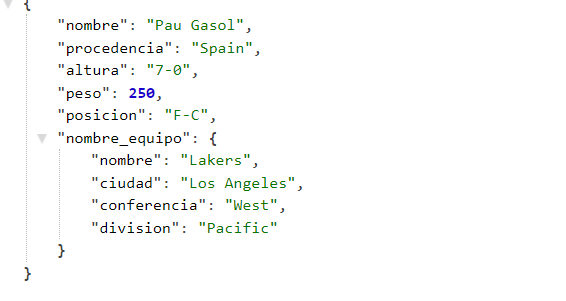 {
"nombre": "Pau Gasol",
"procedencia": "Spain",
"altura": "7-0",
"peso": 250,
"posicion": "F-C",
"nombre_equipo": {
"nombre": "Lakers",
"ciudad": "Los Angeles",
"conferencia": "West",
"division": "Pacific"
}
}